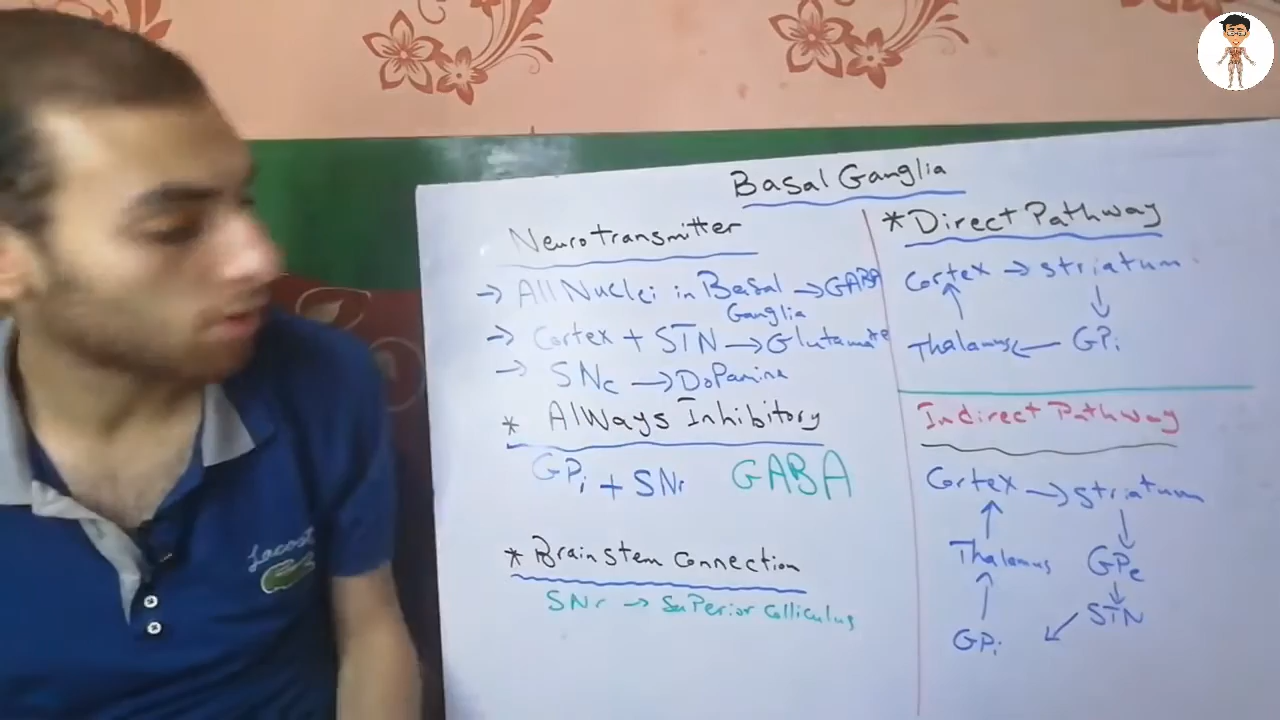 Basal Ganglia
Neurotransmitter
→ All Nuclei in Basal → GABA
Ganglia
→ Cortex + STN → Glutamate
→ SNc → Dopamine
* Always Inhibitory
GPi + SNr GABA
* Brainstem Connection
SNr → Superior Colliculus
* Direct Pathway
Cortex → Striatum
↑ ↓
Thalamus ← GPi
Indirect Pathway
Cortex → Striatum
↑ ↓
Thalamus GPe
↑ ↓
STN
↙
GPi
Lacoste